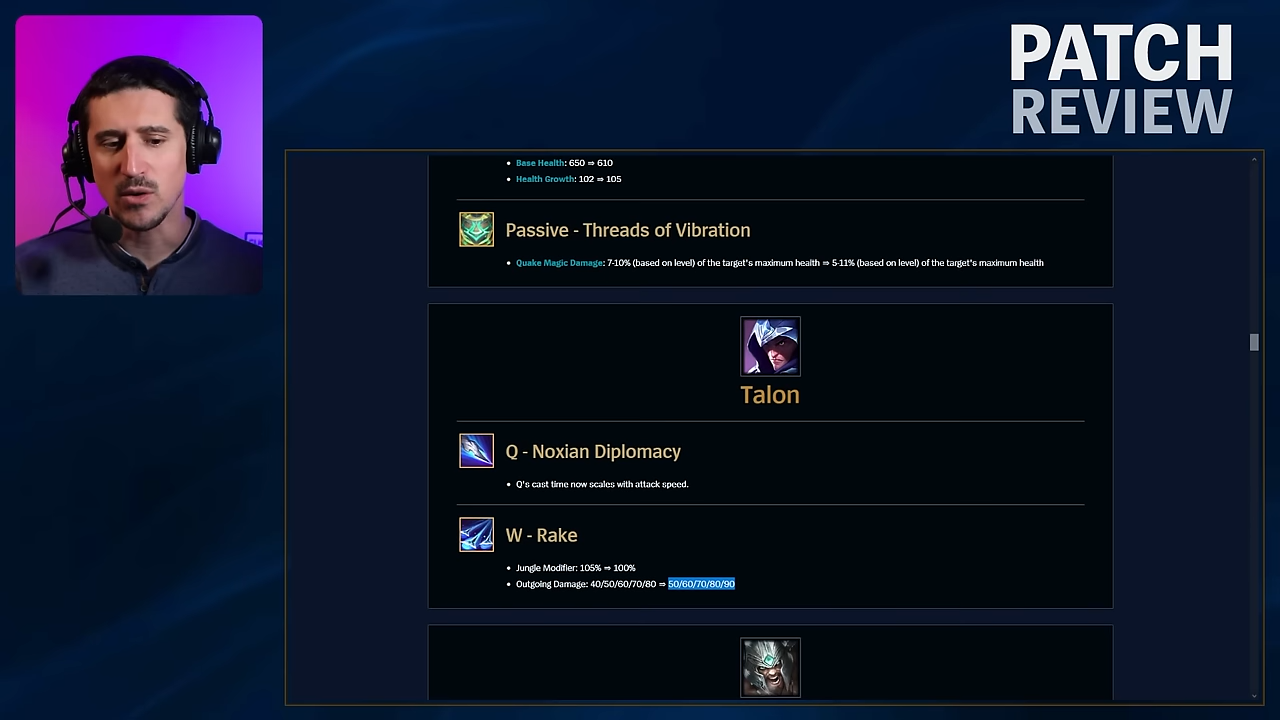 PATCH
REVIEW
• Base Health: 650 ⇒ 610
• Health Growth: 102 ⇒ 105
Passive - Threads of Vibration
• Quake Magic Damage: 7-10% (based on level) of the target's maximum health ⇒ 5-11% (based on level) of the target's maximum health
Talon
Q - Noxian Diplomacy
• Q's cast time now scales with attack speed.
W - Rake
• Jungle Modifier: 105% ⇒ 100%
• Outgoing Damage: 40/50/60/70/80 ⇒ 50/60/70/80/90